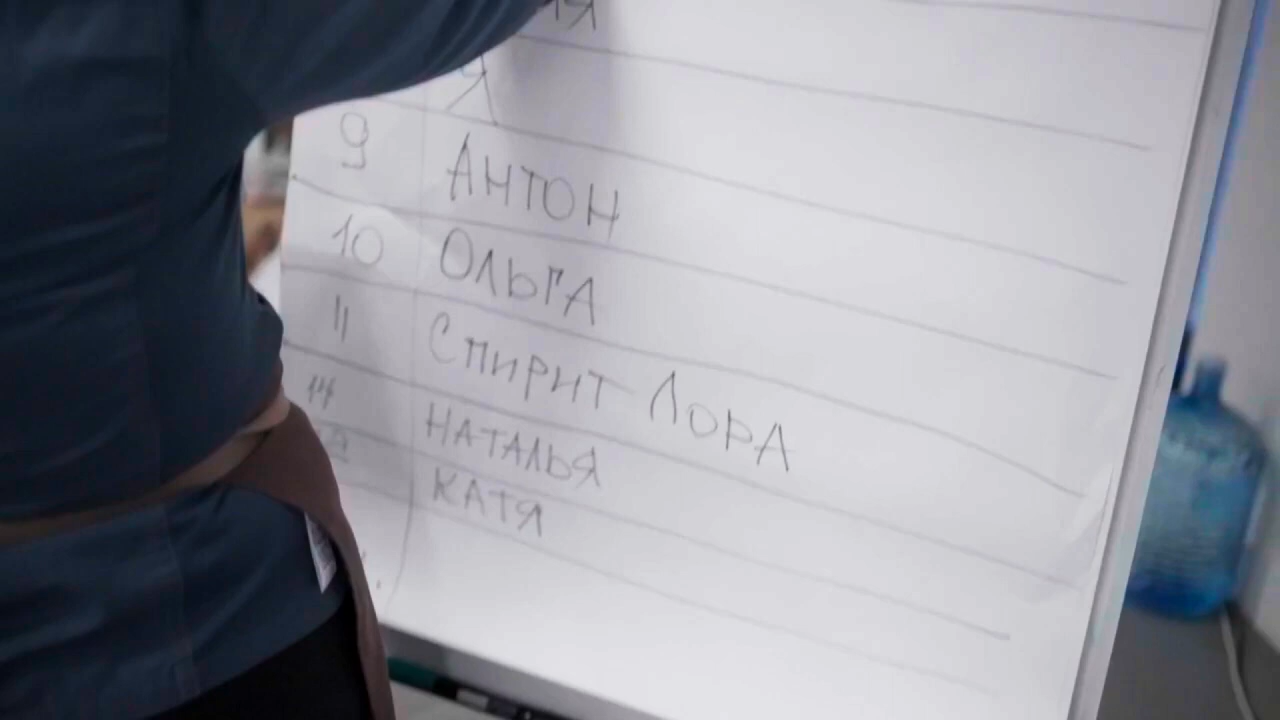 Я
9 АНТОН
10 ОЛЬГА
11 СПИРИТ ЛОРА
14 НАТАЛЬЯ
КАТЯ